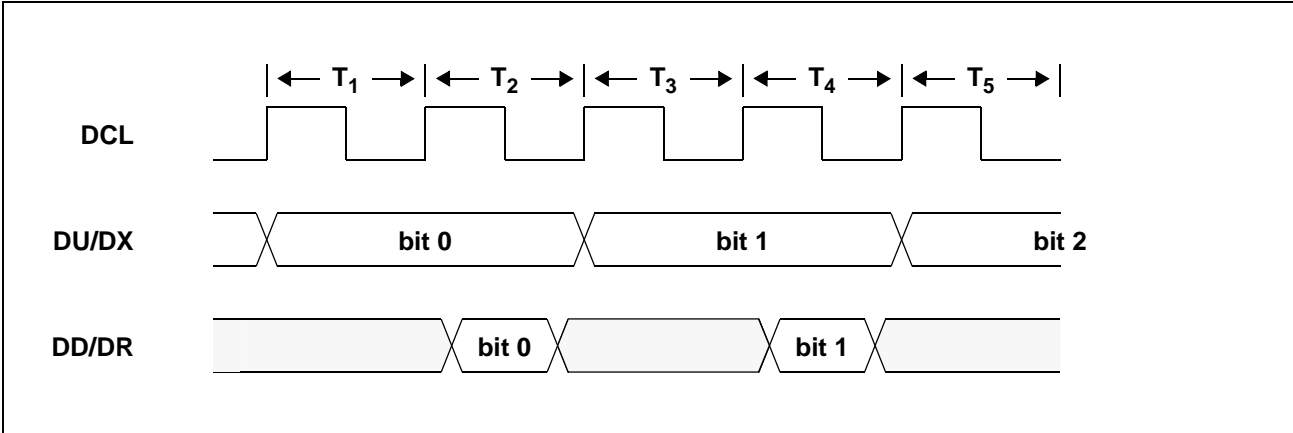 T1 T2 T3 T4 T5
DCL
DU/DX bit 0 bit 1 bit 2
DD/DR bit 0 bit 1